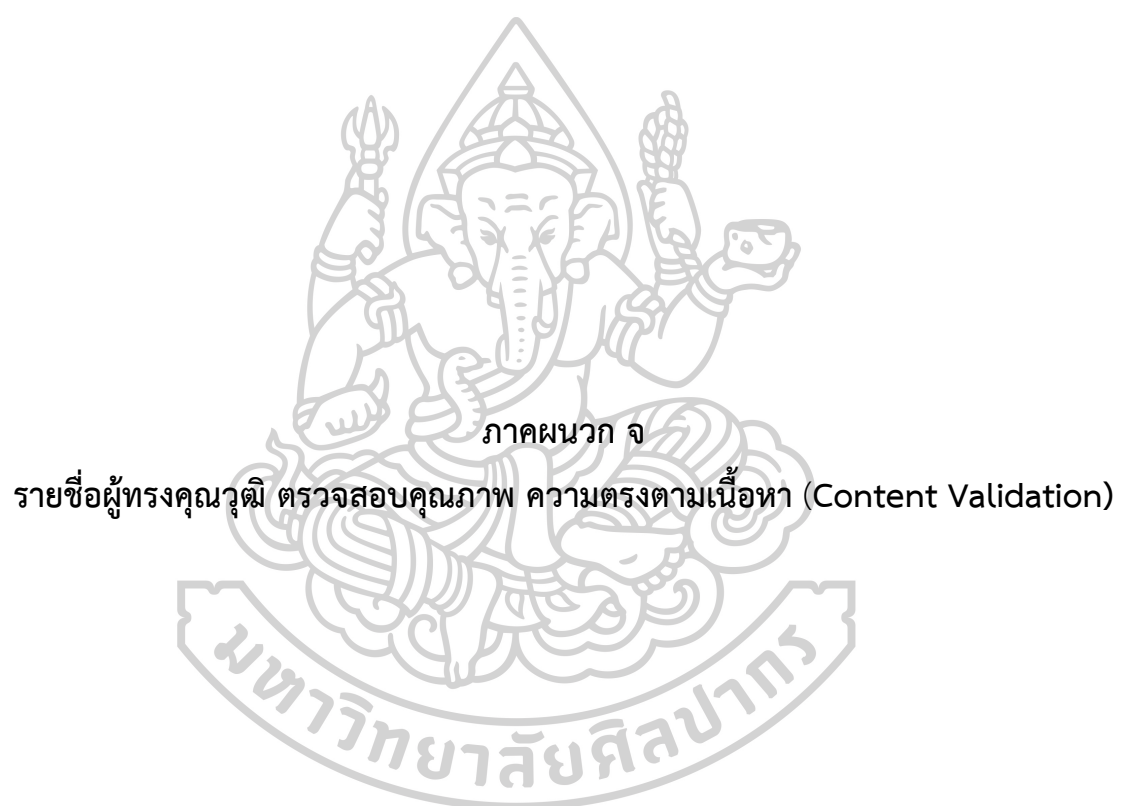 ภาคผนวก จ
รายชื่อผู้ทรงคุณวุฒิ ตรวจสอบคุณภาพ ความตรงตามเนื้อหา (Content Validation)
มหาวิทยาลัยศิลปากร